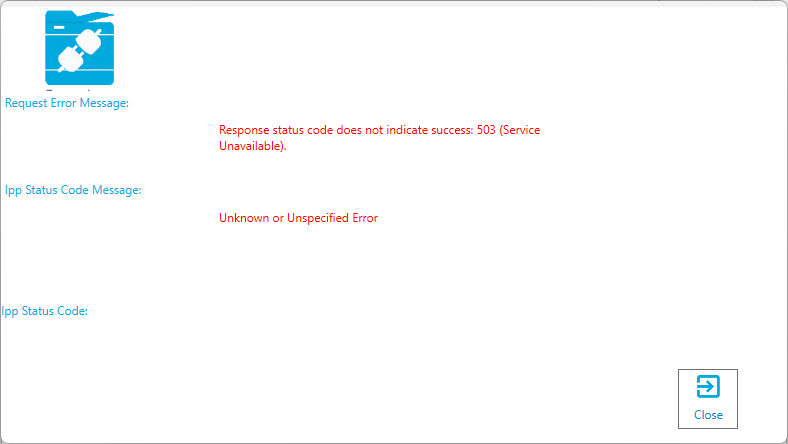 Request Error Message:
Response status code does not indicate success: 503 (Service
Unavailable).
Ipp Status Code Message:
Unknown or Unspecified Error
Ipp Status Code:
Close